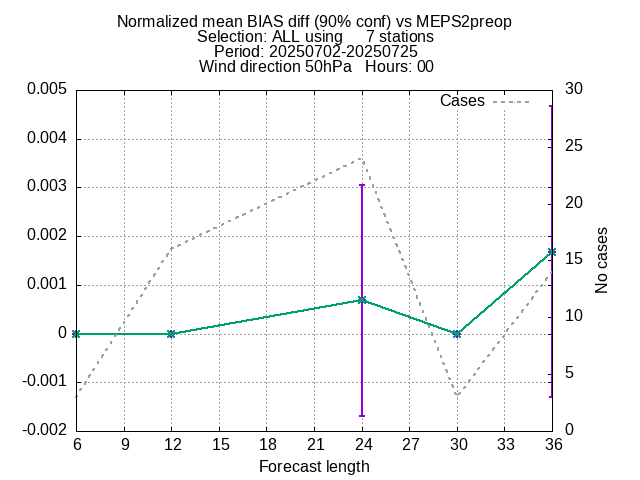 Normalized mean BIAS diff (90% conf) vs MEPS2preop
Selection: ALL using     7 stations
Period: 20250702-20250725
Wind direction 50hPa   Hours: 00
0.005
0.004
0.003
0.002
0.001
0
-0.001
-0.002
Cases
30
25
20
15
10
5
0
No cases
6 9 12 15 18 21 24 27 30 33 36
Forecast length